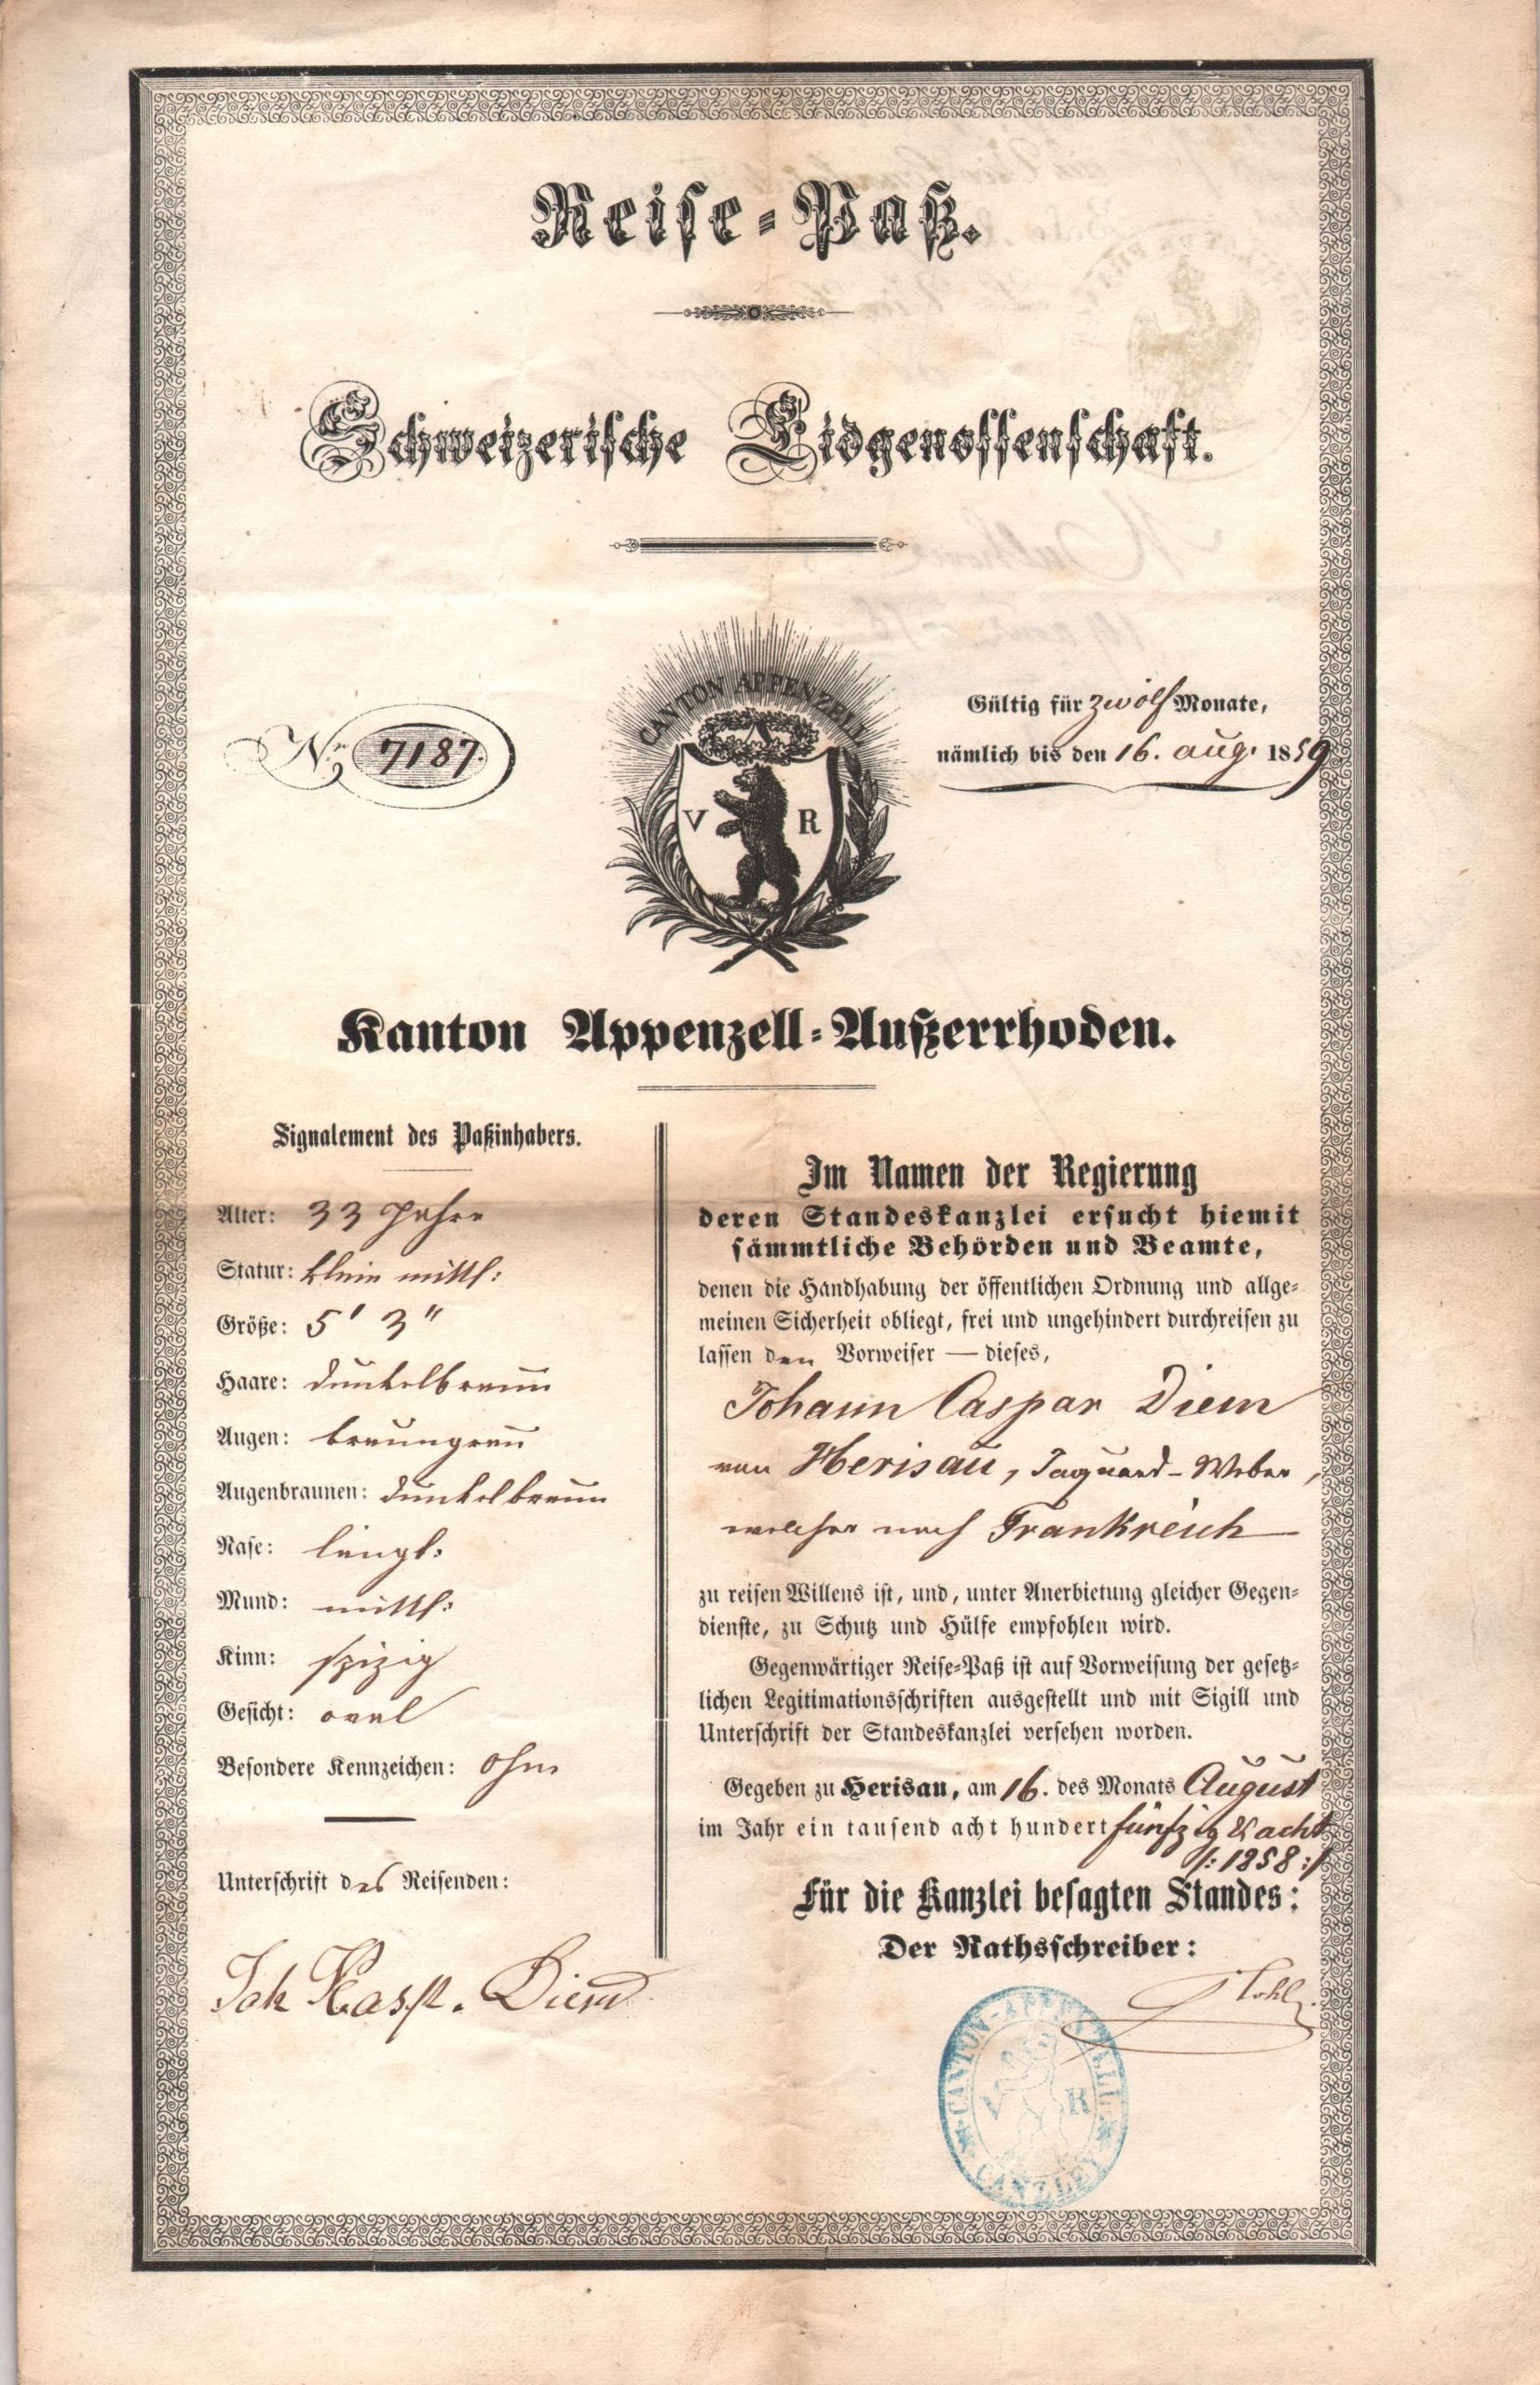 Reise-Paß.
Schweizerische Eidgenossenschaft.
Nr. 7187.
CANTON APPENZELL
V R
Gültig für zwölf Monate,
nämlich bis den 16. Aug. 1859
Kanton Appenzell-Außerrhoden.
Signalement des Paßinhabers.
Alter: 33 Jahre
Statur: klein mittl:
Größe: 5' 3"
Haare: dunkelbraun
Augen: braungrau
Augenbraunen: dunkelbraun
Nase: längl:
Mund: mittl:
Kinn: spizig
Gesicht: oval
Besondere Kennzeichen: ohne
Unterschrift des Reisenden:
Joh Kasp. Diem
Im Namen der Regierung
deren Standeskanzlei ersucht hiemit
sämmtliche Behörden und Beamte,
denen die Handhabung der öffentlichen Ordnung und allge-
meinen Sicherheit obliegt, frei und ungehindert durchreisen zu
lassen den Vorweiser — dieses,
Johann Caspar Diem
von Herisau, Jaquard-Weber,
welcher nach Frankreich
zu reisen Willens ist, und, unter Anerbietung gleicher Gegen-
dienste, zu Schutz und Hülfe empfohlen wird.
Gegenwärtiger Reise-Paß ist auf Vorweisung der gesetz-
lichen Legitimationsschriften ausgestellt und mit Sigill und
Unterschrift der Standeskanzlei versehen worden.
Gegeben zu Herisau, am 16. des Monats August
im Jahr ein tausend acht hundert fünfzig & acht
/: 1858 :/
Für die Kanzlei besagten Standes:
Der Rathsschreiber:
CANTON-APPENZELL
V R
CANZLEY